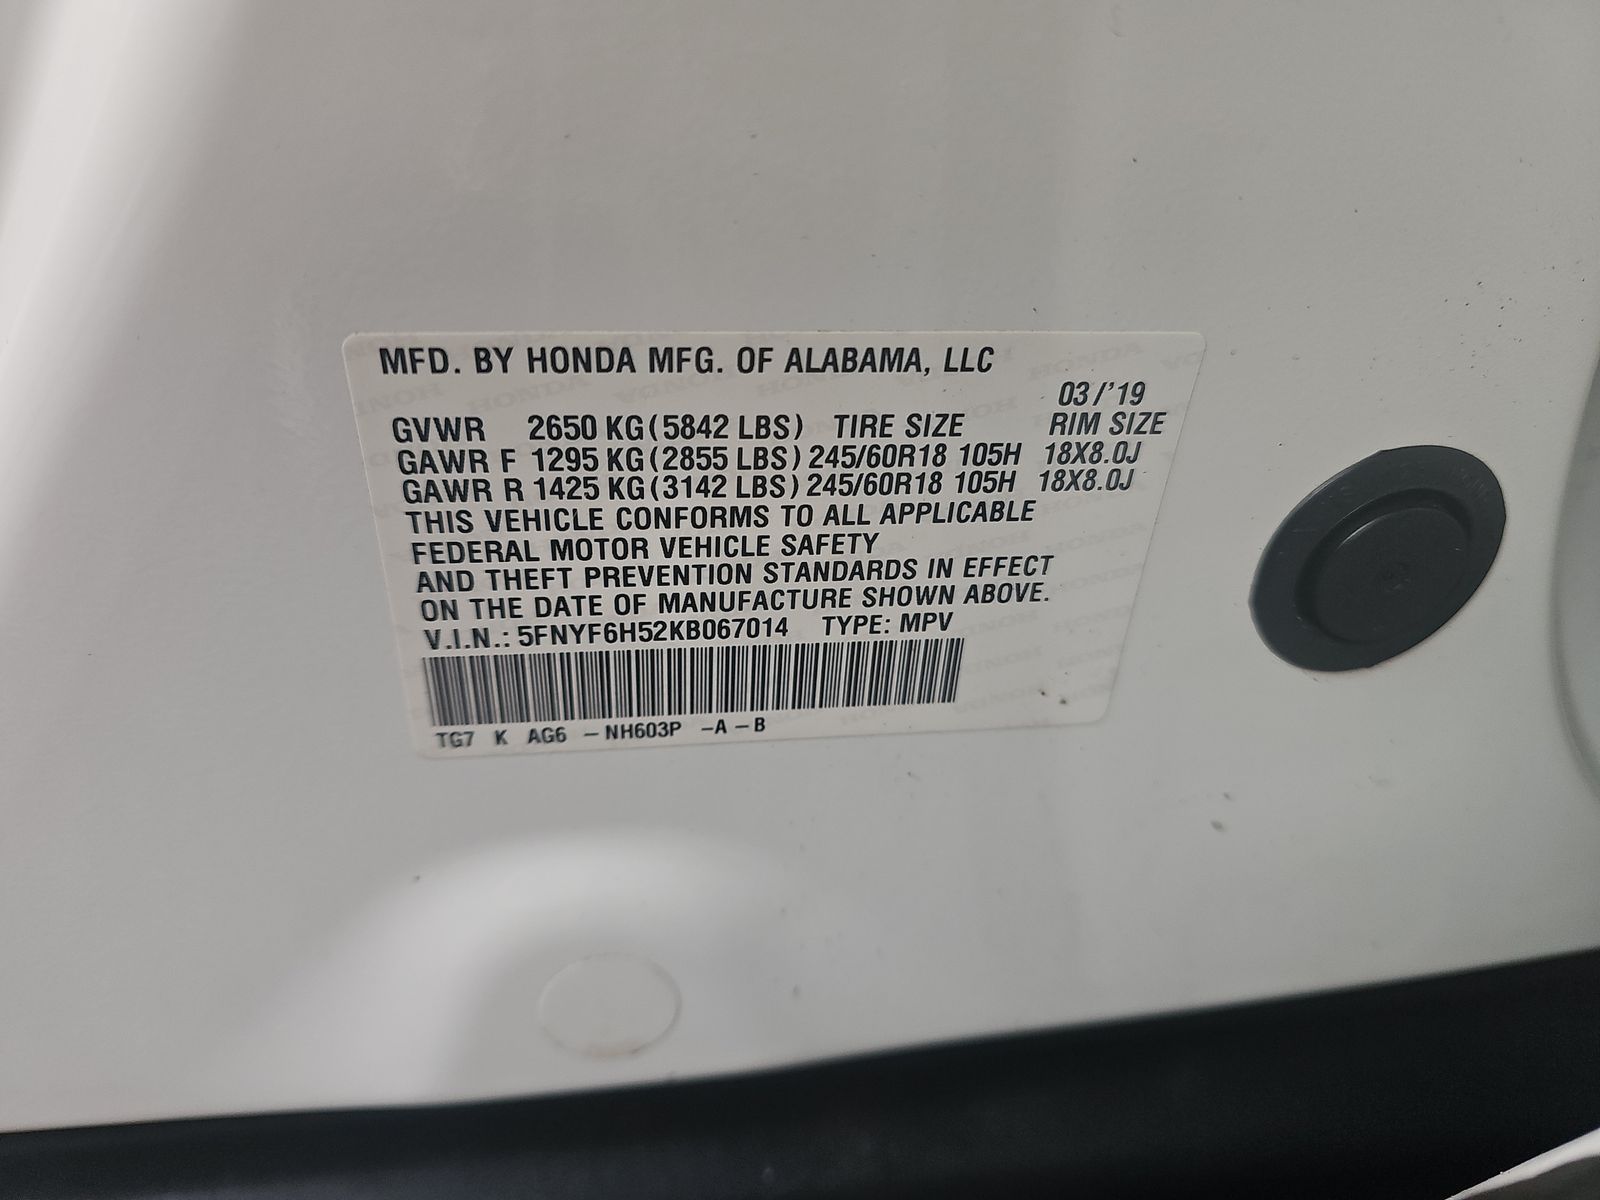 MFD. BY HONDA MFG. OF ALABAMA, LLC
03/'19
GVWR 2650 KG (5842 LBS) TIRE SIZE RIM SIZE
GAWR F 1295 KG (2855 LBS) 245/60R18 105H 18X8.0J
GAWR R 1425 KG (3142 LBS) 245/60R18 105H 18X8.0J
THIS VEHICLE CONFORMS TO ALL APPLICABLE
FEDERAL MOTOR VEHICLE SAFETY
AND THEFT PREVENTION STANDARDS IN EFFECT
ON THE DATE OF MANUFACTURE SHOWN ABOVE.
V.I.N.: 5FNYF6H52KB067014 TYPE: MPV
TG7 K AG6 -NH603P -A-B